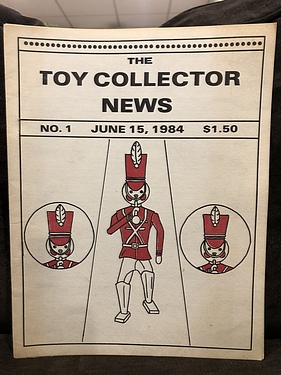 THE
TOY COLLECTOR
NEWS
NO. 1 JUNE 15, 1984 $1.50